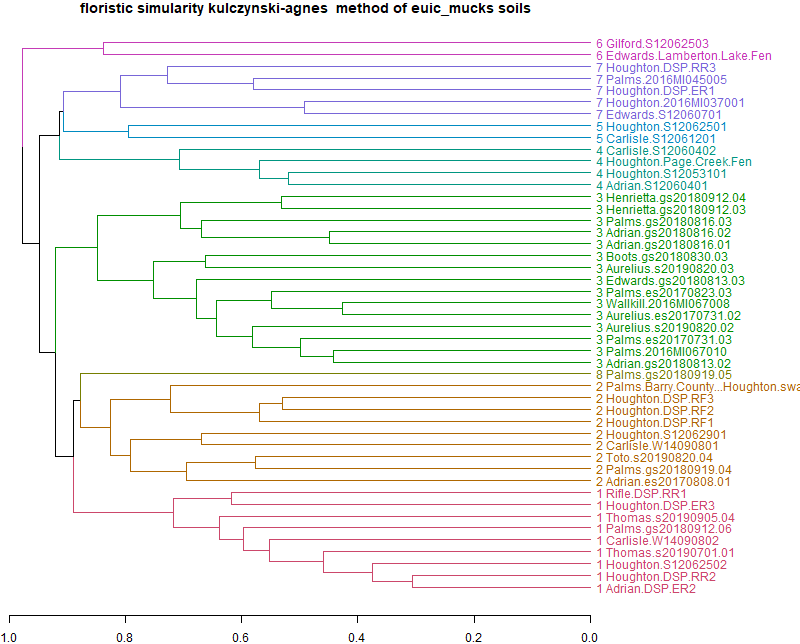 floristic simularity kulczynski-agnes method of euic_mucks soils
6 Gilford.S12062503
6 Edwards.Lamberton.Lake.Fen
7 Houghton.DSP.RR3
7 Palms.2016MI045005
7 Houghton.DSP.ER1
7 Houghton.2016MI037001
7 Edwards.S12060701
5 Houghton.S12062501
5 Carlisle.S12061201
4 Carlisle.S12060402
4 Houghton.Page.Creek.Fen
4 Houghton.S12053101
4 Adrian.S12060401
3 Henrietta.gs20180912.04
3 Henrietta.gs20180912.03
3 Palms.gs20180816.03
3 Adrian.gs20180816.02
3 Adrian.gs20180816.01
3 Boots.gs20180830.03
3 Aurelius.s20190820.03
3 Edwards.gs20180813.03
3 Palms.es20170823.03
3 Wallkill.2016MI067008
3 Aurelius.es20170731.02
3 Aurelius.s20190820.02
3 Palms.es20170731.03
3 Palms.2016MI067010
3 Adrian.gs20180813.02
8 Palms.gs20180919.05
2 Palms.Barry.County...Houghton.swa
2 Houghton.DSP.RF3
2 Houghton.DSP.RF2
2 Houghton.DSP.RF1
2 Houghton.S12062901
2 Carlisle.W14090801
2 Toto.s20190820.04
2 Palms.gs20180919.04
2 Adrian.es20170808.01
1 Rifle.DSP.RR1
1 Houghton.DSP.ER3
1 Thomas.s20190905.04
1 Palms.gs20180912.06
1 Carlisle.W14090802
1 Thomas.s20190701.01
1 Houghton.S12062502
1 Houghton.DSP.RR2
1 Adrian.DSP.ER2
1.0 0.8 0.6 0.4 0.2 0.0